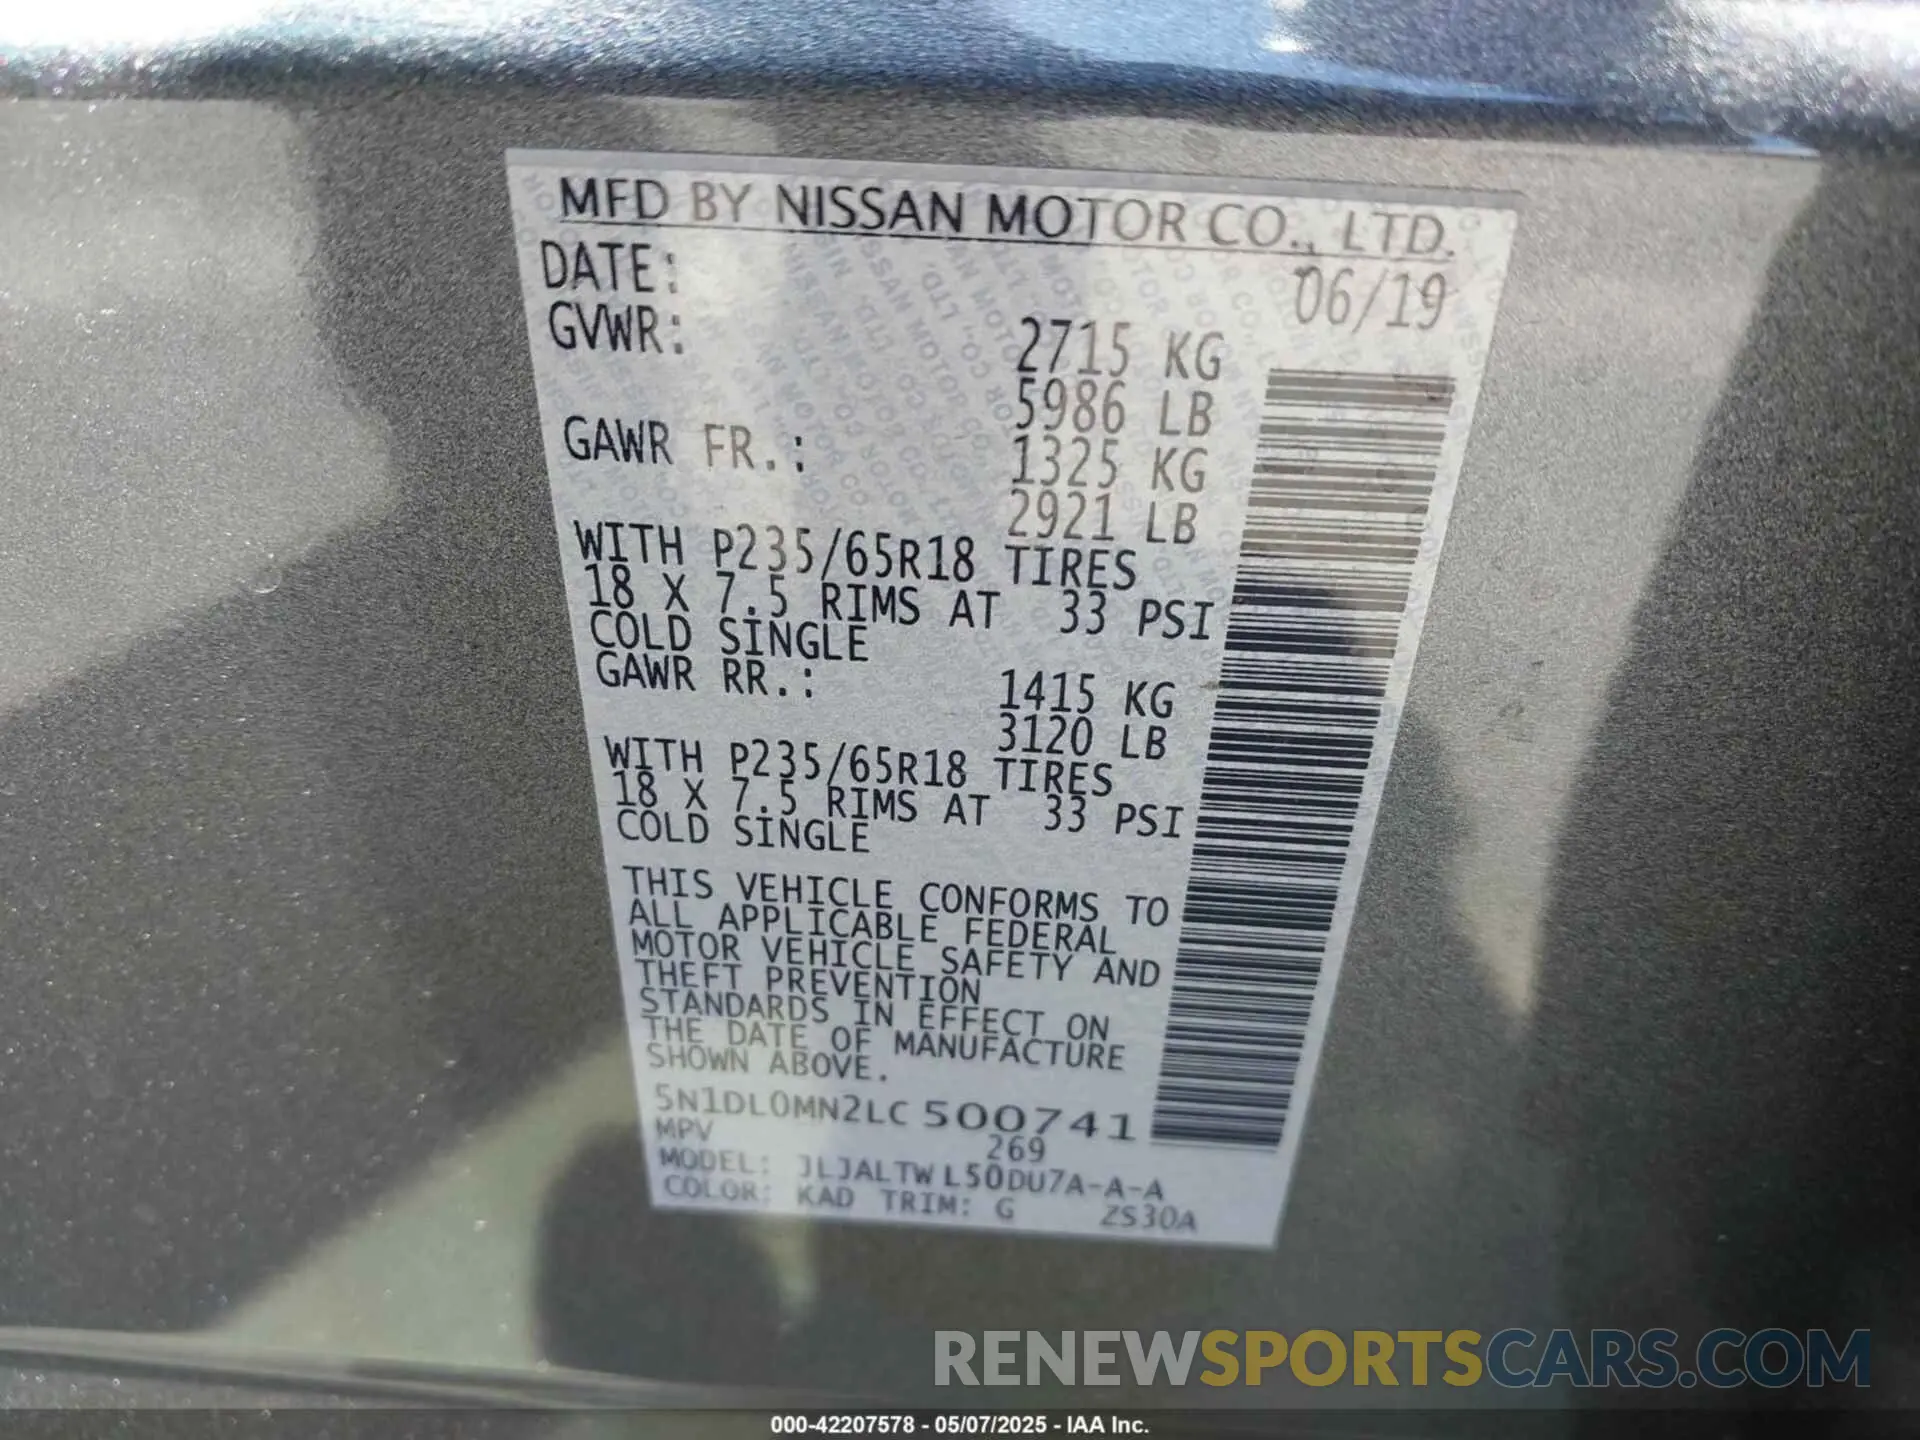 MFD BY NISSAN MOTOR CO., LTD.
DATE: 06/19
GVWR: 2715 KG
5986 LB
GAWR FR.: 1325 KG
2921 LB
WITH P235/65R18 TIRES
18 X 7.5 RIMS AT 33 PSI
COLD SINGLE
GAWR RR.: 1415 KG
3120 LB
WITH P235/65R18 TIRES
18 X 7.5 RIMS AT 33 PSI
COLD SINGLE
THIS VEHICLE CONFORMS TO
ALL APPLICABLE FEDERAL
MOTOR VEHICLE SAFETY AND
THEFT PREVENTION
STANDARDS IN EFFECT ON
THE DATE OF MANUFACTURE
SHOWN ABOVE.
5N1DL0MN2LC500741
MPV 269
MODEL: JLJALTWL50DU7A-A-A
COLOR: KAD TRIM: G ZS30A
RENEWSPORTSCARS.COM
000-42207578 - 05/07/2025 - IAA Inc.